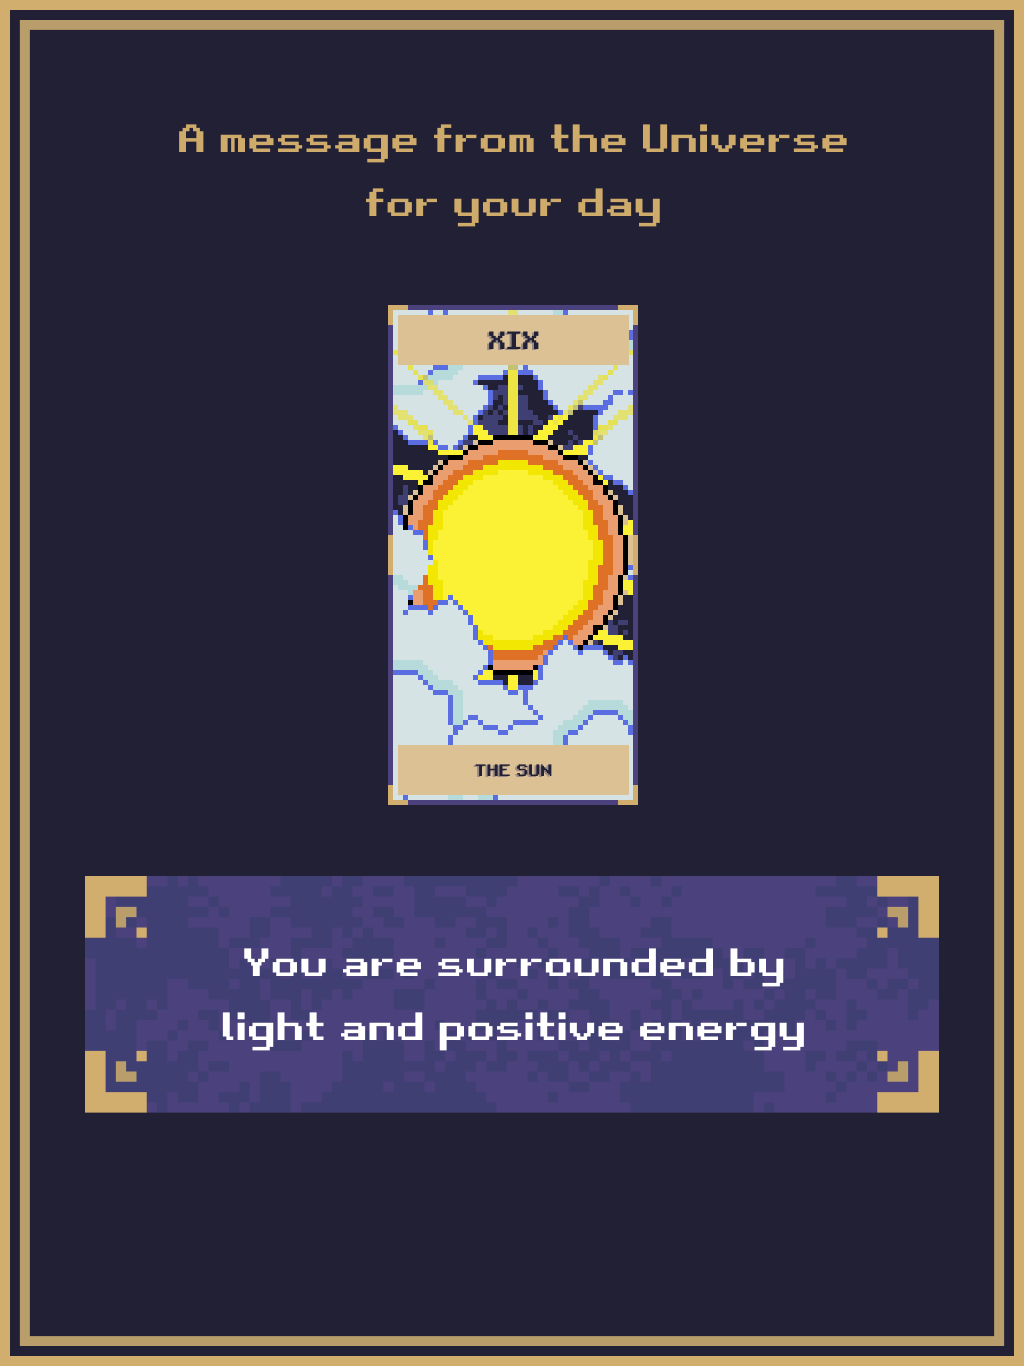 A message from the Universe
for your day
XIX
THE SUN
You are surrounded by
light and positive energy